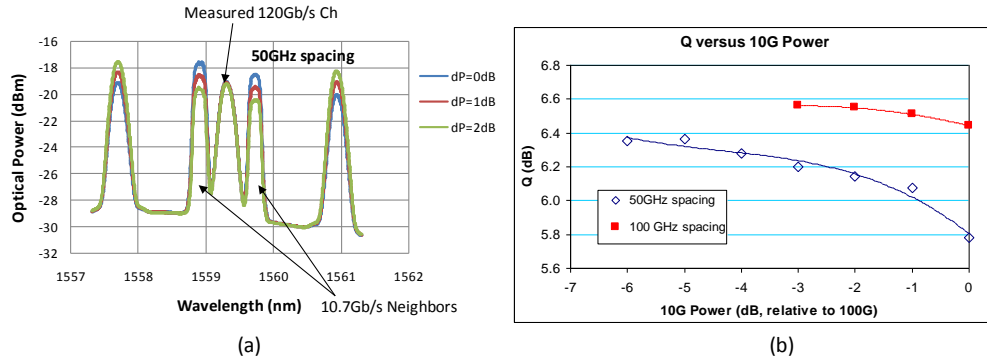 Measured 120Gb/s Ch
50GHz spacing
Optical Power (dBm)
-16
-18
-20
-22
-24
-26
-28
-30
-32
1557
1558
1559
1560
1561
1562
Wavelength (nm)
dP=0dB
dP=1dB
dP=2dB
10.7Gb/s Neighbors
(a)
Q versus 10G Power
Q (dB)
6.8
6.6
6.4
6.2
6.0
5.8
5.6
-7
-6
-5
-4
-3
-2
-1
0
10G Power (dB, relative to 100G)
50GHz spacing
100 GHz spacing
(b)